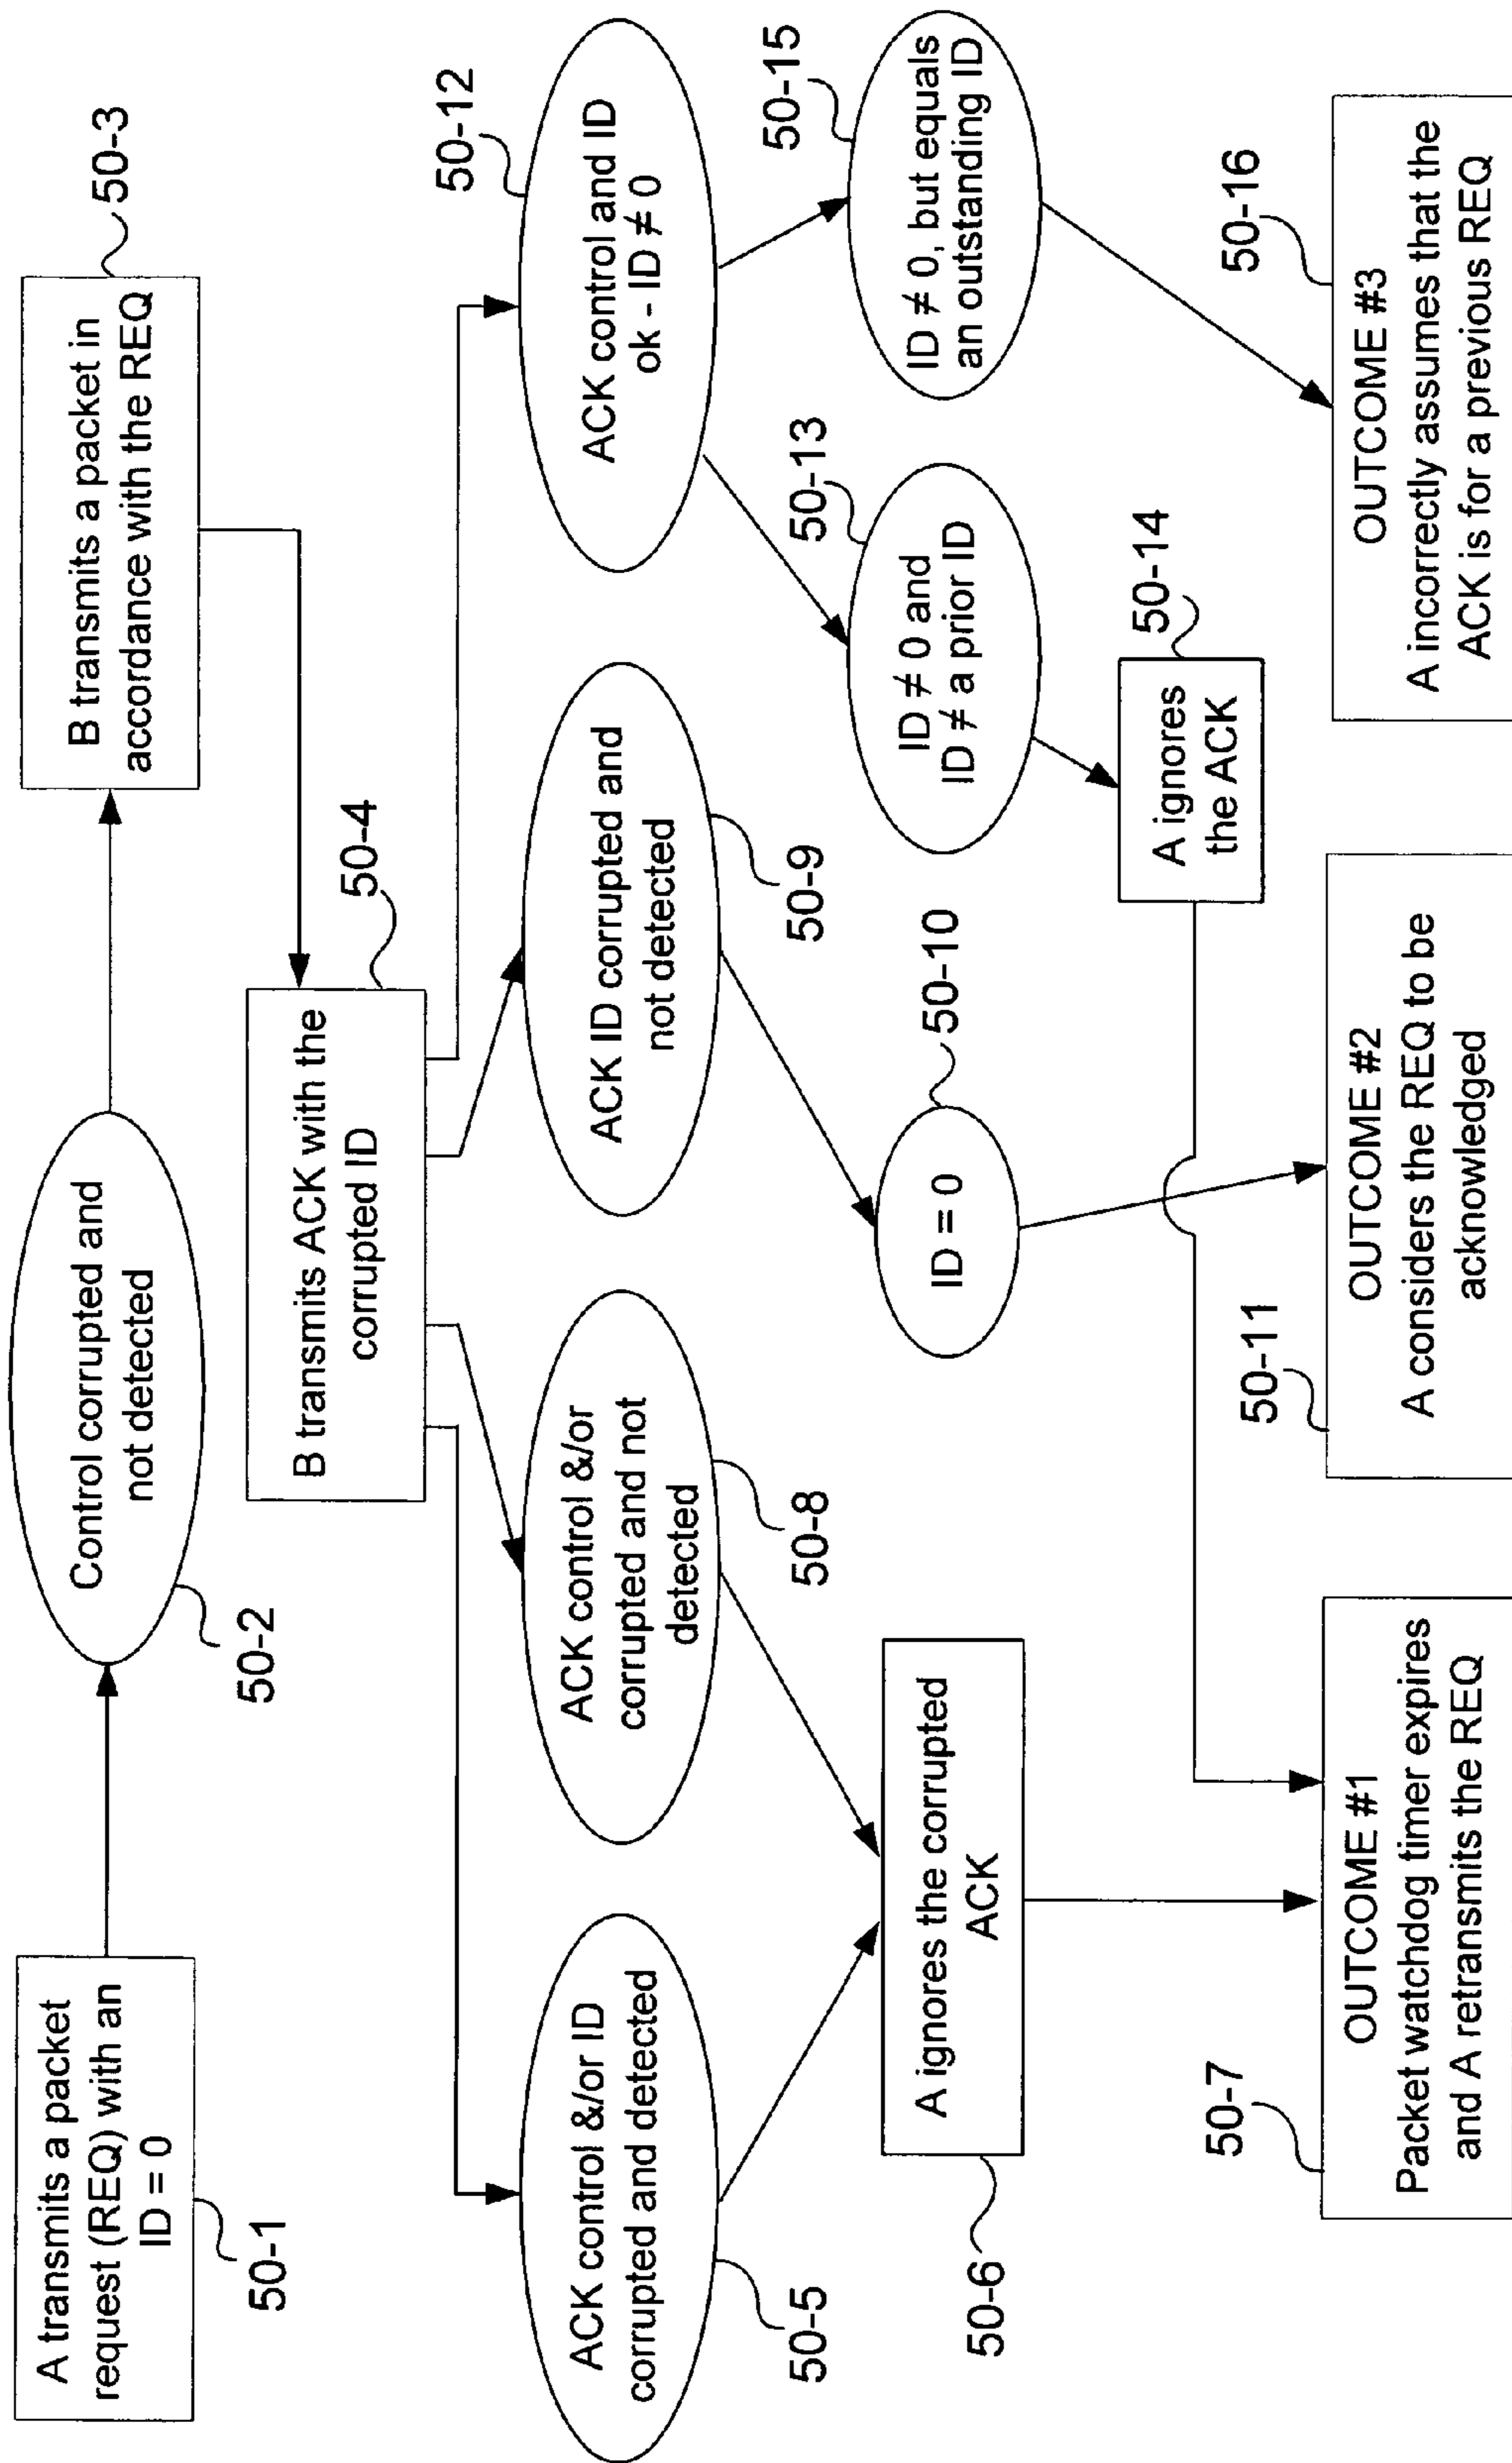 A transmits a packet
request (REQ) with an
ID = 0
50-1
Control corrupted and
not detected
50-2
B transmits a packet in
accordance with the REQ
50-3
B transmits ACK with the
corrupted ID
50-4
ACK control &/or ID
corrupted and detected
50-5
ACK control &/or
corrupted and not
detected
50-8
ACK ID corrupted and
not detected
50-9
ACK control and ID
ok - ID ≠ 0
50-12
A ignores the corrupted
ACK
50-6
ID = 0
50-10
ID ≠ 0 and
ID ≠ a prior ID
50-13
ID ≠ 0, but equals
an outstanding ID
50-15
A ignores
the ACK
50-14
OUTCOME #1
Packet watchdog timer expires
and A retransmits the REQ
50-7
OUTCOME #2
A considers the REQ to be
acknowledged
50-11
OUTCOME #3
A incorrectly assumes that the
ACK is for a previous REQ
50-16